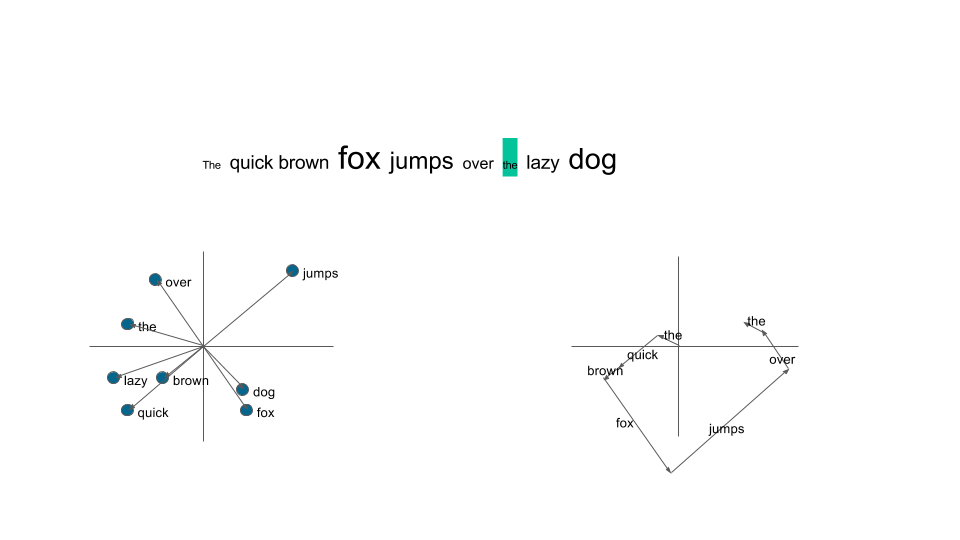 The quick brown fox jumps over the lazy dog
over
jumps
the
lazy
brown
quick
dog
fox
the
quick
brown
fox
jumps
over
the